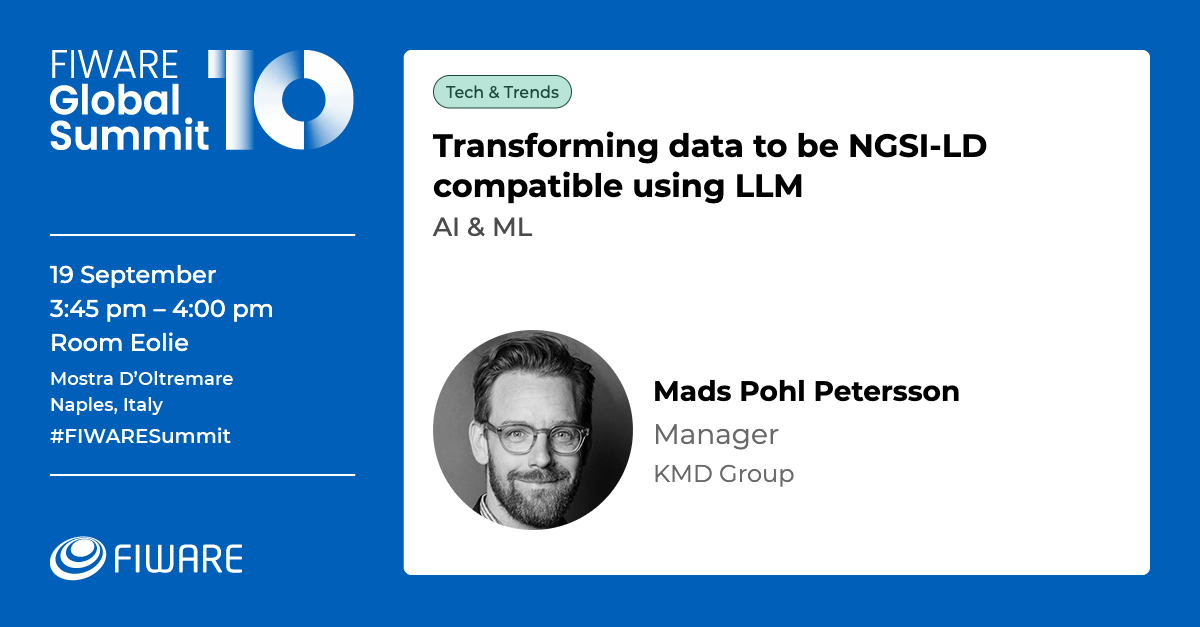 FIWARE
Global
Summit
10
19 September
3:45 pm – 4:00 pm
Room Eolie
Mostra D’Oltremare
Naples, Italy
#FIWARESummit
FIWARE
Tech & Trends
Transforming data to be NGSI-LD
compatible using LLM
AI & ML
Mads Pohl Petersson
Manager
KMD Group